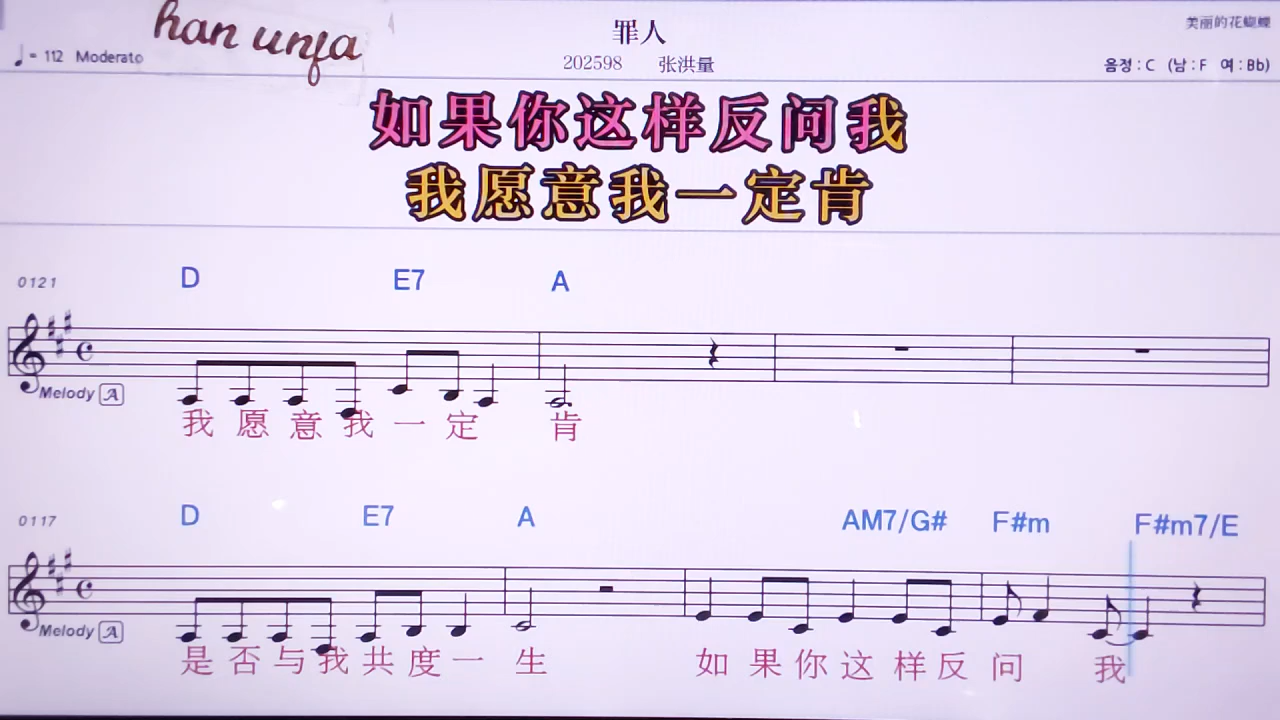 han unfa
罪人
美丽的花蝴蝶
♩= 112 Moderato
202598 张洪量
음정 : C (남 : F 여 : Bb)
如果你这样反问我
我愿意我一定肯
0121 D E7 A
Melody A
我愿意我一定 肯
0117 D E7 A AM7/G# F#m F#m7/E
Melody A
是否与我共度一 生 如果你这样反问 我